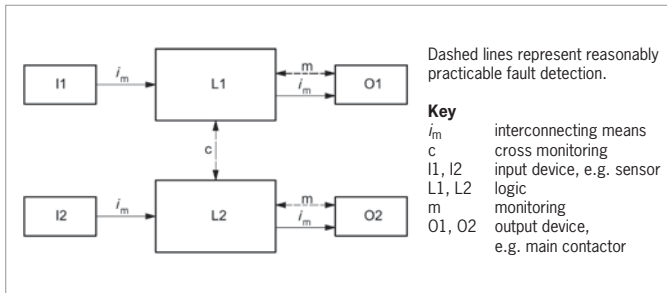 I1
i_m
L1
m
i_m
O1
c
I2
i_m
L2
m
i_m
O2
Dashed lines represent reasonably
practicable fault detection.
Key
i_m interconnecting means
c cross monitoring
I1, I2 input device, e.g. sensor
L1, L2 logic
m monitoring
O1, O2 output device,
e.g. main contactor